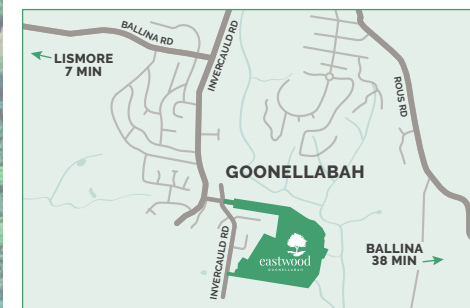 BALLINA RD
INVERCAULD RD
LISMORE
7 MIN
ROUS RD
GOONELLABAH
INVERCAULD RD
eastwood
GOONELLABAH
BALLINA
38 MIN